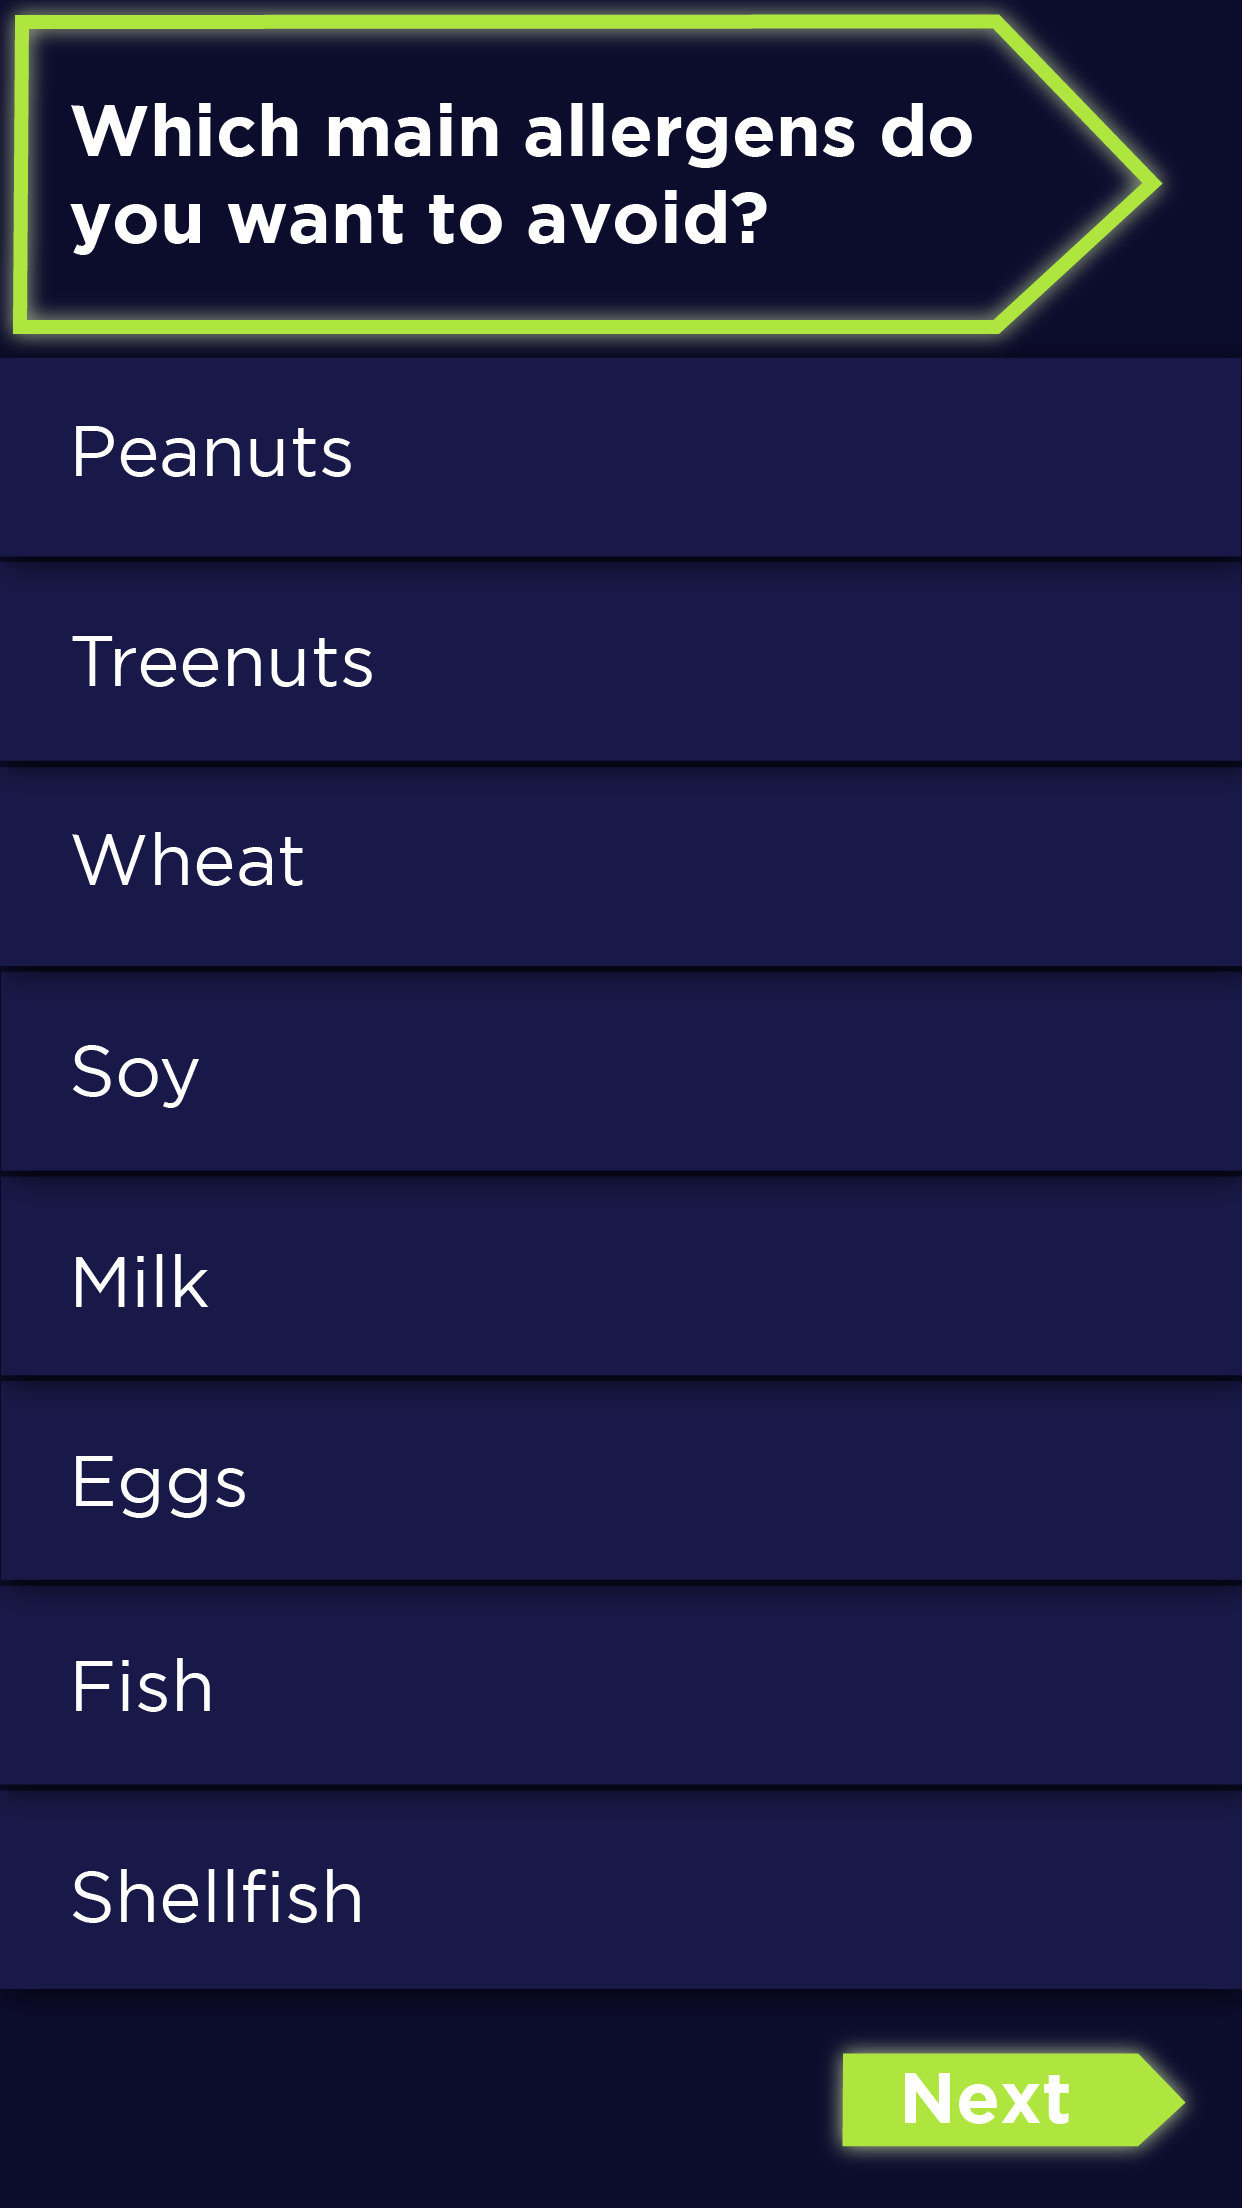 Which main allergens do
you want to avoid?
Peanuts
Treenuts
Wheat
Soy
Milk
Eggs
Fish
Shellfish
Next